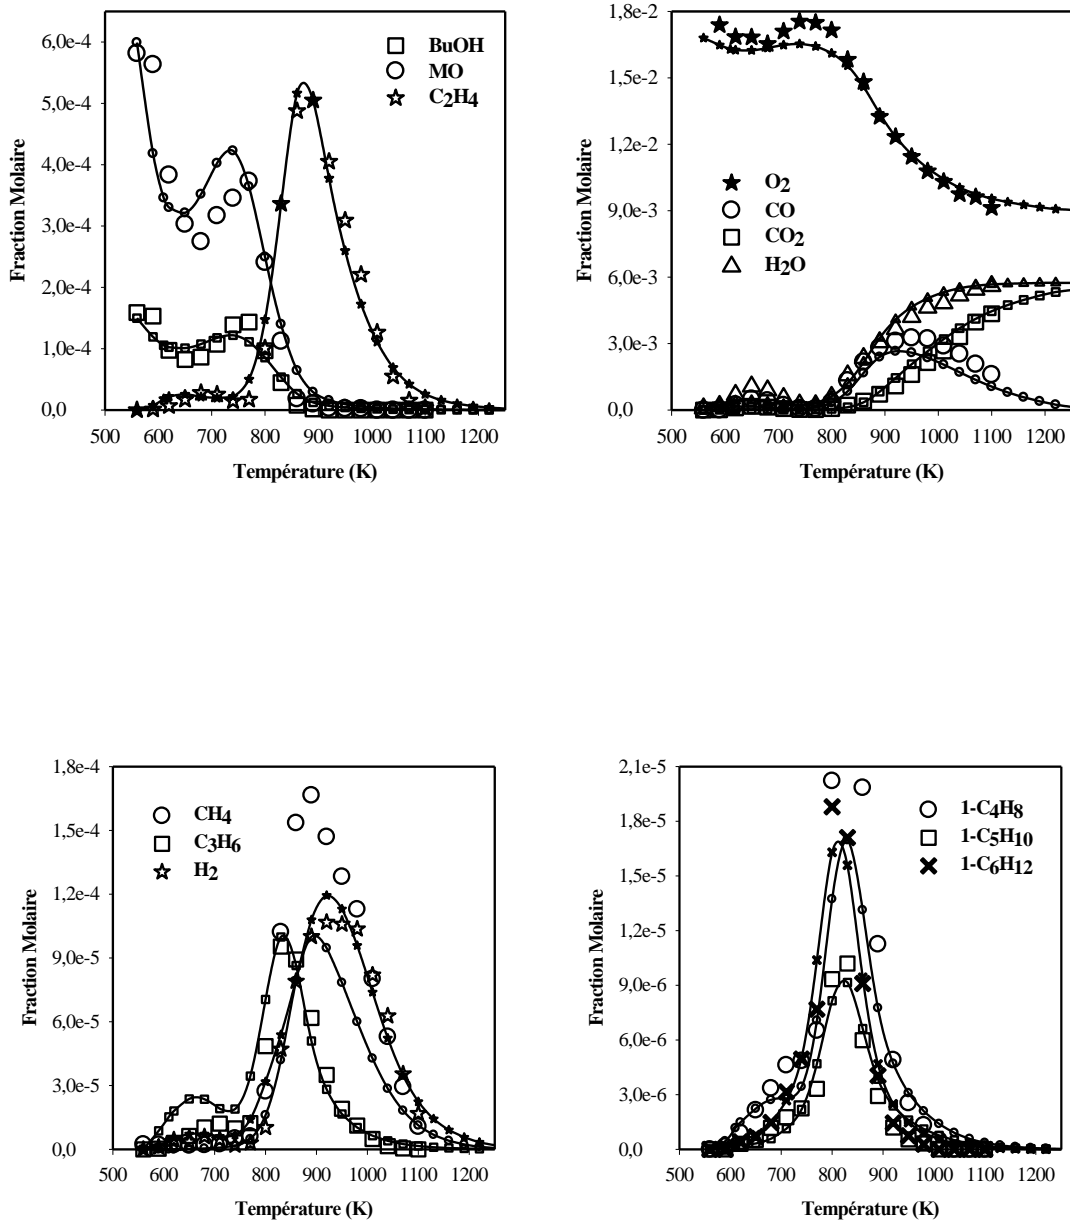 6,0e-4
5,0e-4
4,0e-4
3,0e-4
2,0e-4
1,0e-4
0,0
Fraction Molaire
BuOH
MO
C2H4
500 600 700 800 900 1000 1100 1200
Température (K)
1,8e-2
1,5e-2
1,2e-2
9,0e-3
6,0e-3
3,0e-3
0,0
Fraction Molaire
O2
CO
CO2
H2O
500 600 700 800 900 1000 1100 1200
Température (K)
1,8e-4
1,5e-4
1,2e-4
9,0e-5
6,0e-5
3,0e-5
0,0
Fraction Molaire
CH4
C3H6
H2
500 600 700 800 900 1000 1100 1200
Température (K)
2,1e-5
1,8e-5
1,5e-5
1,2e-5
9,0e-6
6,0e-6
3,0e-6
0,0
Fraction Molaire
1-C4H8
1-C5H10
1-C6H12
500 600 700 800 900 1000 1100 1200
Température (K)